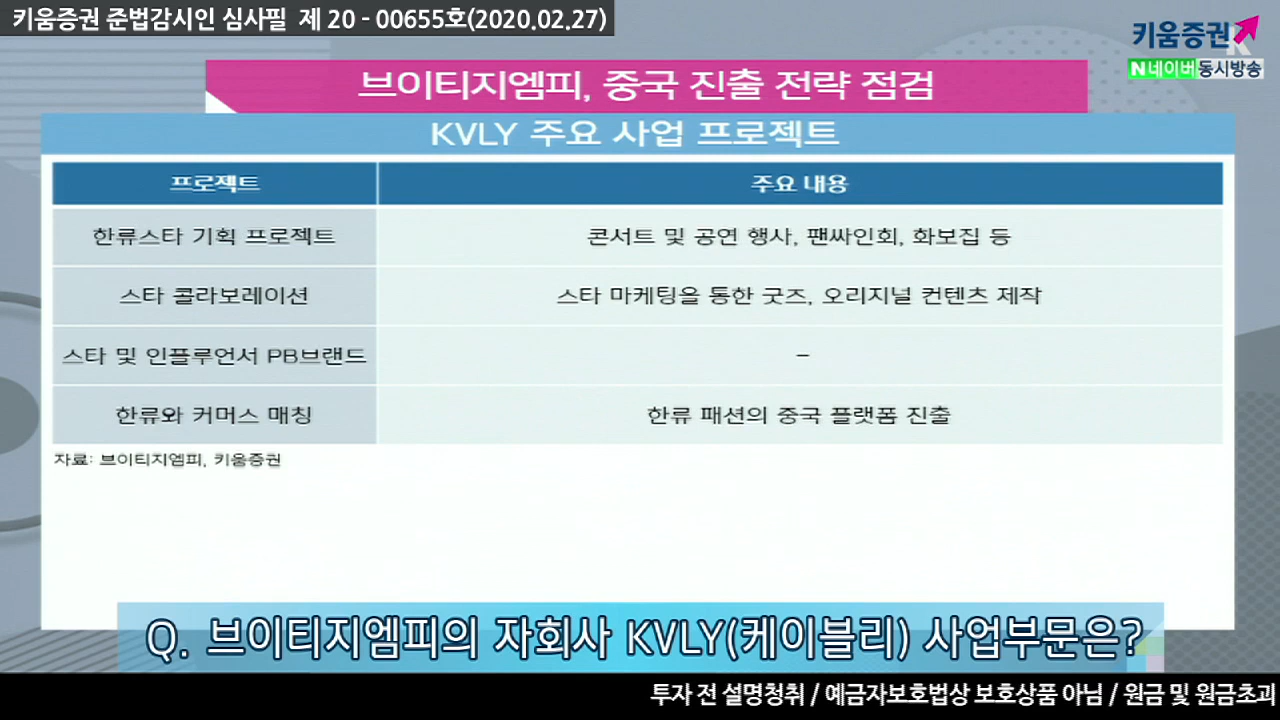 키움증권 준법감시인 심사필 제 20 - 00655호(2020.02.27)
키움증권
N네이버 동시방송
브이티지엠피, 중국 진출 전략 점검
KVLY 주요 사업 프로젝트
프로젝트 주요 내용
한류스타 기획 프로젝트 콘서트 및 공연 행사, 팬싸인회, 화보집 등
스타 콜라보레이션 스타 마케팅을 통한 굿즈, 오리지널 컨텐츠 제작
스타 및 인플루언서 PB브랜드 –
한류와 커머스 매칭 한류 패션의 중국 플랫폼 진출
자료: 브이티지엠피, 키움증권
Q. 브이티지엠피의 자회사 KVLY(케이블리) 사업부문은?
투자 전 설명청취 / 예금자보호법상 보호상품 아님 / 원금 및 원금초과